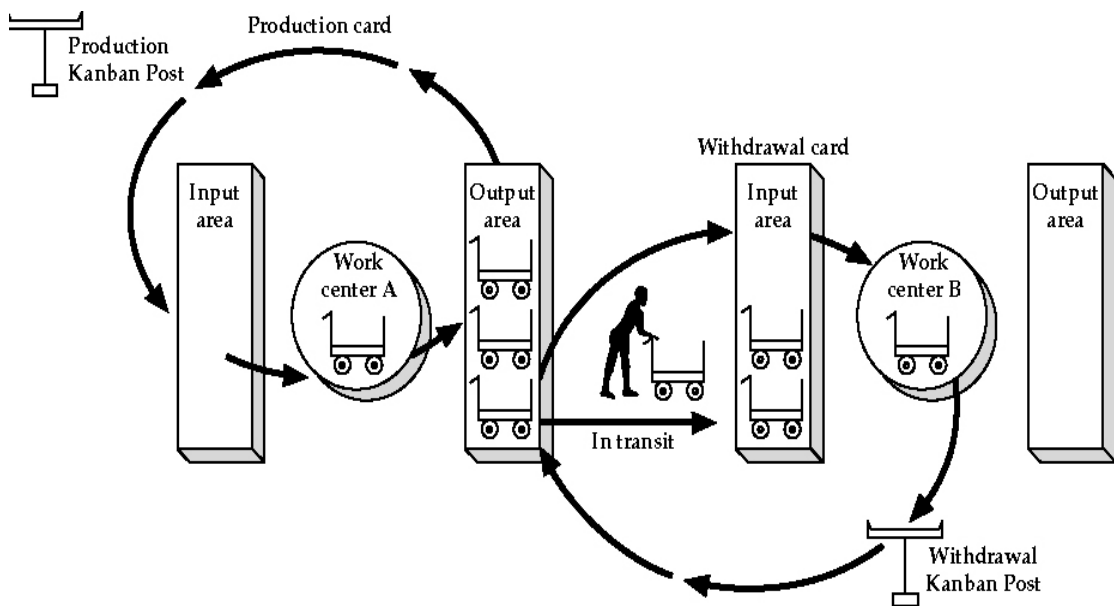 Production card
Production
Kanban Post
Withdrawal card
Input
area
Output
area
Input
area
Output
area
Work
center A
Work
center B
In transit
Withdrawal
Kanban Post